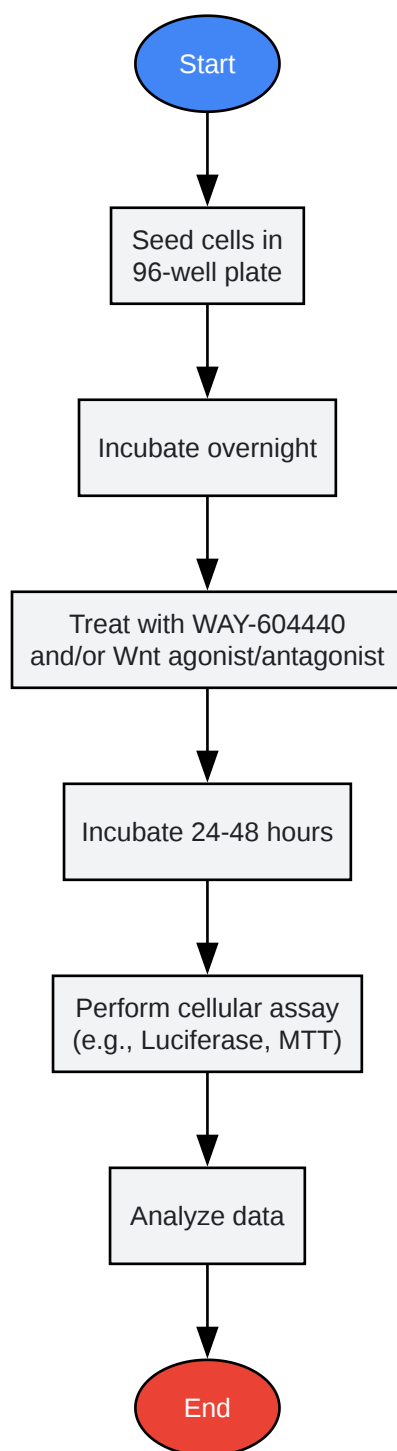 Start
Seed cells in
96-well plate
Incubate overnight
Treat with WAY-604440
and/or Wnt agonist/antagonist
Incubate 24-48 hours
Perform cellular assay
(e.g., Luciferase, MTT)
Analyze data
End